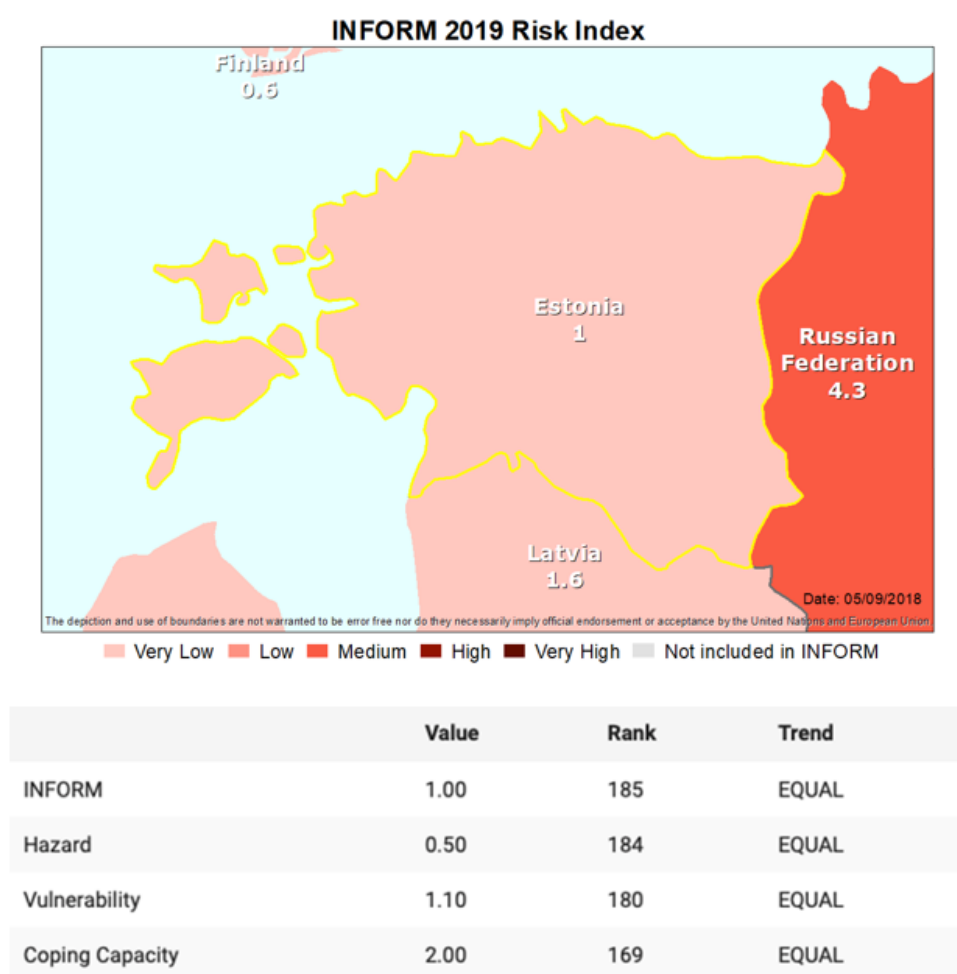 INFORM 2019 Risk Index
Finland
0.6
Estonia
1
Russian
Federation
4.3
Latvia
1.6
Date: 05/09/2018
The depiction and use of boundaries are not warranted to be error free nor do they necessarily imply official endorsement or acceptance by the United Nations and European Union
Very Low Low Medium High Very High Not included in INFORM
Value Rank Trend
INFORM 1.00 185 EQUAL
Hazard 0.50 184 EQUAL
Vulnerability 1.10 180 EQUAL
Coping Capacity 2.00 169 EQUAL